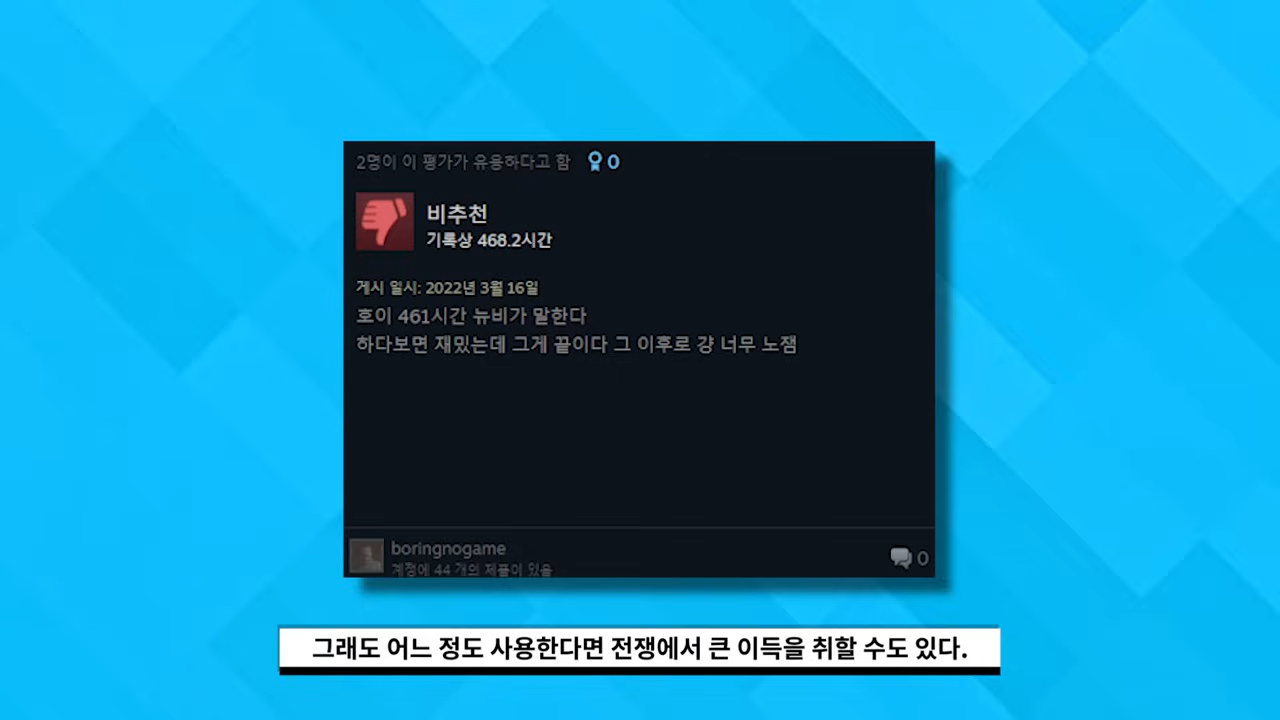 2명이 이 평가가 유용하다고 함 0
비추천
기록상 468.2시간
게시 일시: 2022년 3월 16일
호이 461시간 뉴비가 말한다
하다보면 재밌는데 그게 끝이다 그 이후로 걍 너무 노잼
boringnogame
계정에 44 개의 제품이 있음
0
그래도 어느 정도 사용한다면 전쟁에서 큰 이득을 취할 수도 있다.